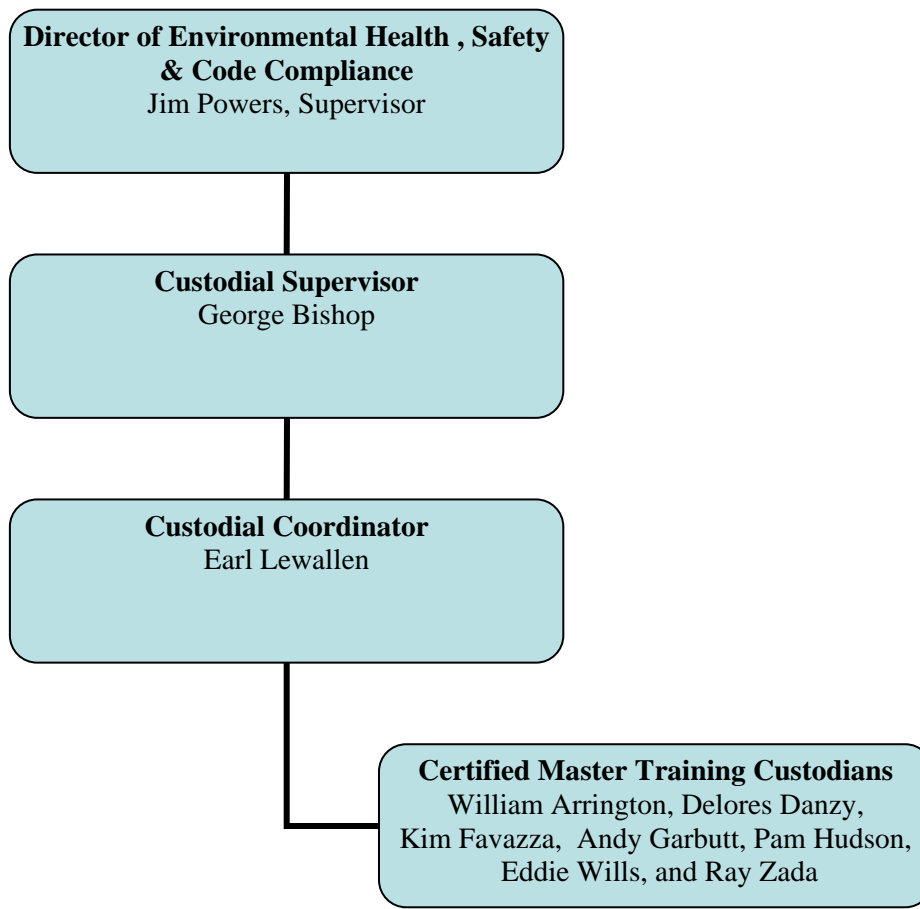 Director of Environmental Health , Safety
& Code Compliance
Jim Powers, Supervisor
Custodial Supervisor
George Bishop
Custodial Coordinator
Earl Lewallen
Certified Master Training Custodians
William Arrington, Delores Danzy,
Kim Favazza,  Andy Garbutt, Pam Hudson,
Eddie Wills, and Ray Zada